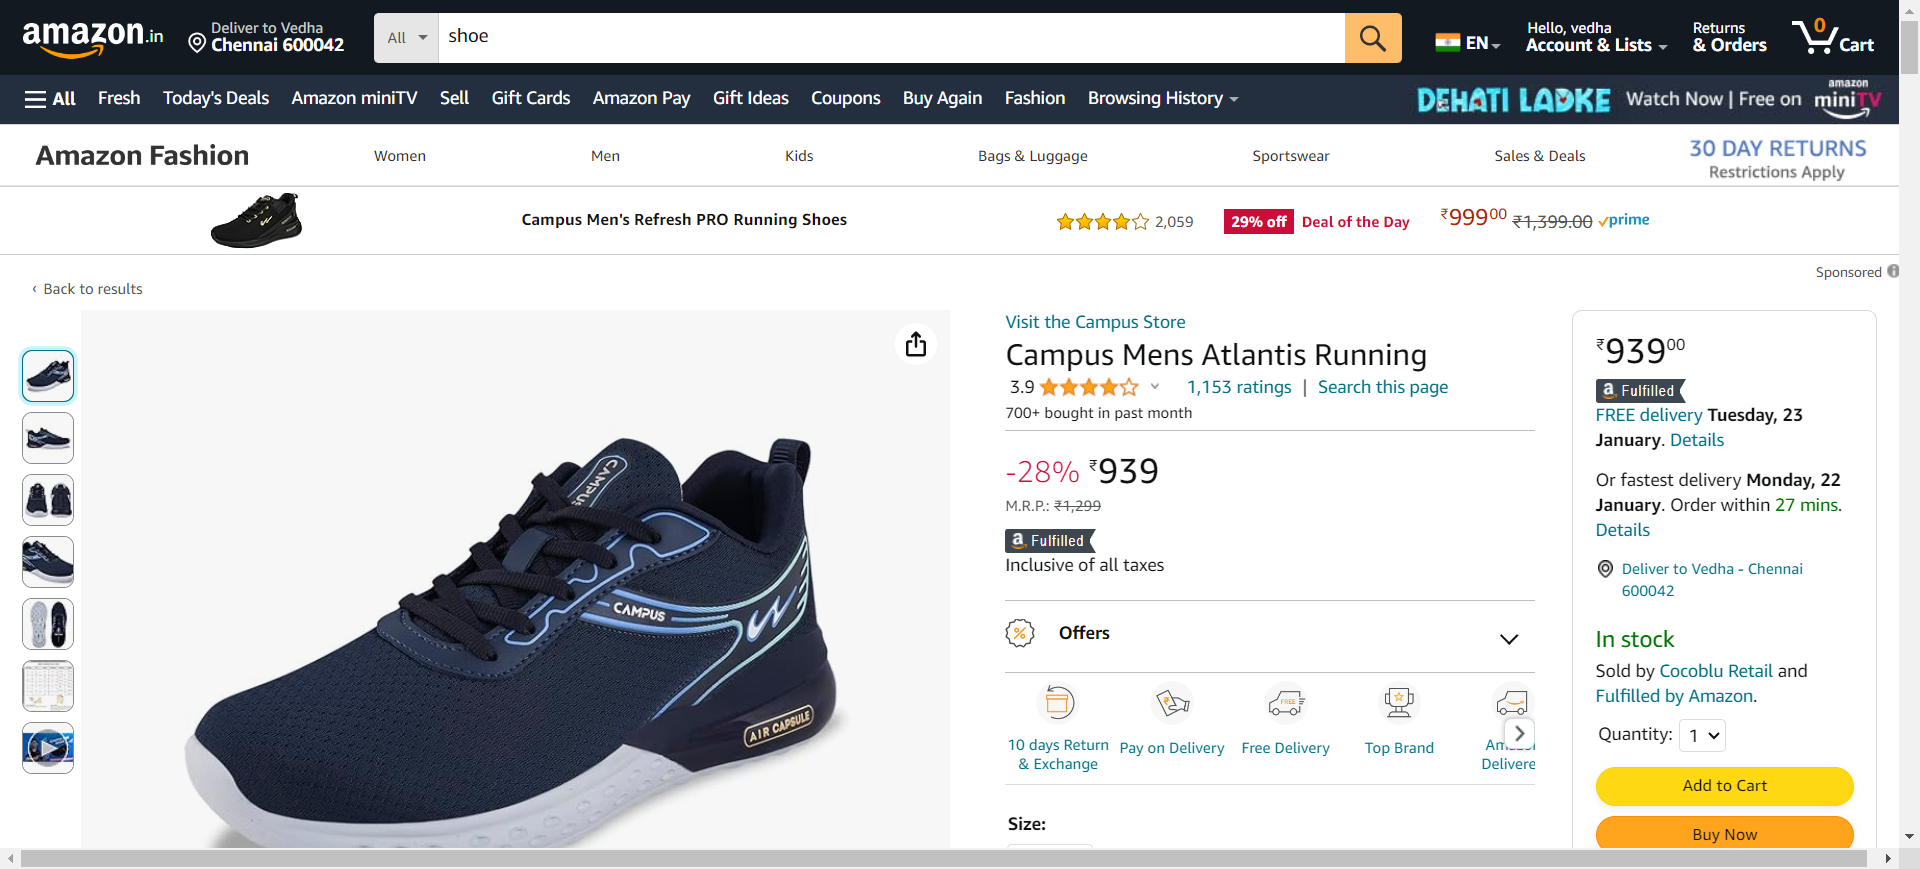 amazon.in
Deliver to Vedha
Chennai 600042
All
shoe
EN
Hello, vedha
Account & Lists
Returns
& Orders
0
Cart
All
Fresh
Today's Deals
Amazon miniTV
Sell
Gift Cards
Amazon Pay
Gift Ideas
Coupons
Buy Again
Fashion
Browsing History
DEHATI LADKE
Watch Now | Free on
amazon
miniTV
Amazon Fashion
Women
Men
Kids
Bags & Luggage
Sportswear
Sales & Deals
30 DAY RETURNS
Restrictions Apply
Campus Men's Refresh PRO Running Shoes
2,059
29% off
Deal of the Day
₹99900
₹1,399.00
prime
Sponsored
‹ Back to results
CAMPUS
CAMPUS
AIR CAPSULE
Visit the Campus Store
Campus Mens Atlantis Running
3.9
1,153 ratings | Search this page
700+ bought in past month
-28% ₹939
M.R.P.: ₹1,299
a Fulfilled
Inclusive of all taxes
Offers
10 days Return
& Exchange
Pay on Delivery
Free Delivery
Top Brand
Delivere
Size:
₹93900
a Fulfilled
FREE delivery Tuesday, 23
January. Details
Or fastest delivery Monday, 22
January. Order within 27 mins.
Details
Deliver to Vedha - Chennai
600042
In stock
Sold by Cocoblu Retail and
Fulfilled by Amazon.
Quantity: 1
Add to Cart
Buy Now